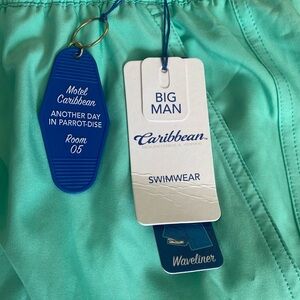 Motel
Caribbean
ANOTHER DAY
IN PARROT-DISE
Room
05
BIG
MAN
Caribbean
SWIMWEAR
Waveliner